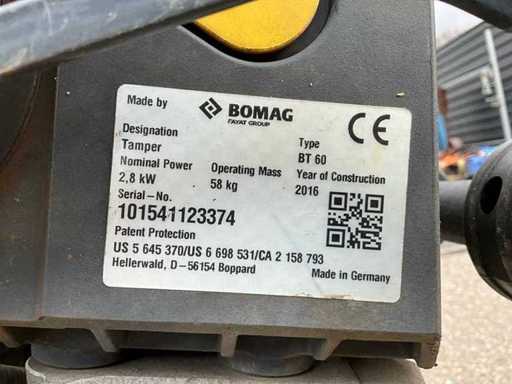 Made by BOMAG CE
FAYAT GROUP
Designation Type
Tamper BT 60
Nominal Power Operating Mass Year of Construction
2,8 kW 58 kg 2016
Serial-No.
101541123374
Patent Protection
US 5 645 370/US 6 698 531/CA 2 158 793
Hellerwald, D-56154 Boppard Made in Germany